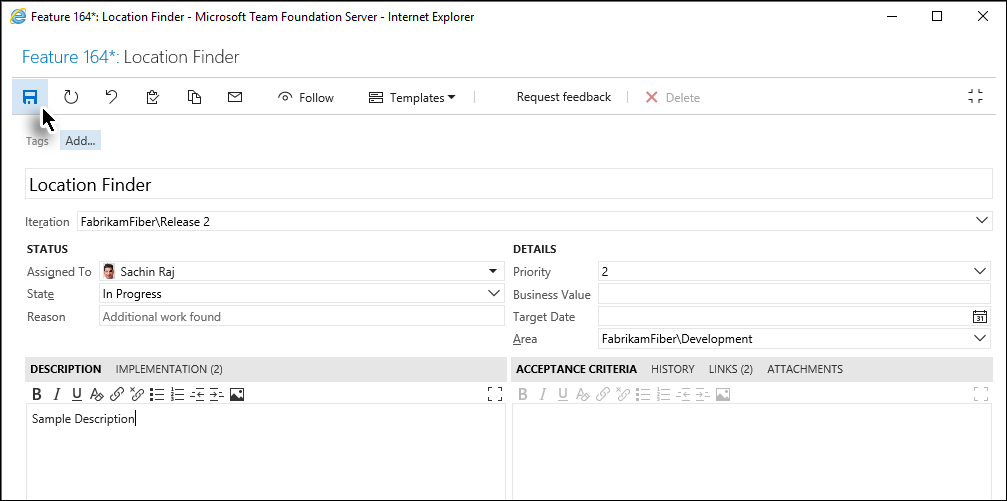 Feature 164*: Location Finder - Microsoft Team Foundation Server - Internet Explorer
Feature 164*: Location Finder
Follow Templates Request feedback Delete
Tags Add...
Location Finder
Iteration FabrikamFiber\Release 2
STATUS DETAILS
Assigned To Sachin Raj Priority 2
State In Progress Business Value
Reason Additional work found Target Date 31
Area FabrikamFiber\Development
DESCRIPTION IMPLEMENTATION (2) ACCEPTANCE CRITERIA HISTORY LINKS (2) ATTACHMENTS
B I U B I U
Sample Description